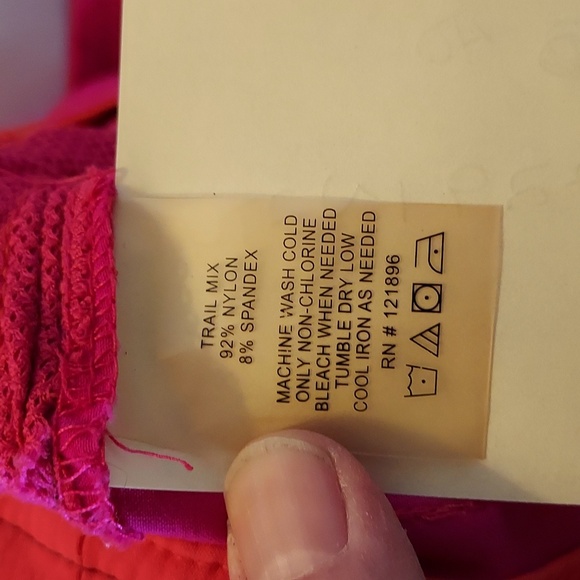 TRAIL MIX
92% NYLON
8% SPANDEX
MACHINE WASH COLD
ONLY NON-CHLORINE
BLEACH WHEN NEEDED
TUMBLE DRY LOW
COOL IRON AS NEEDED
RN # 121896